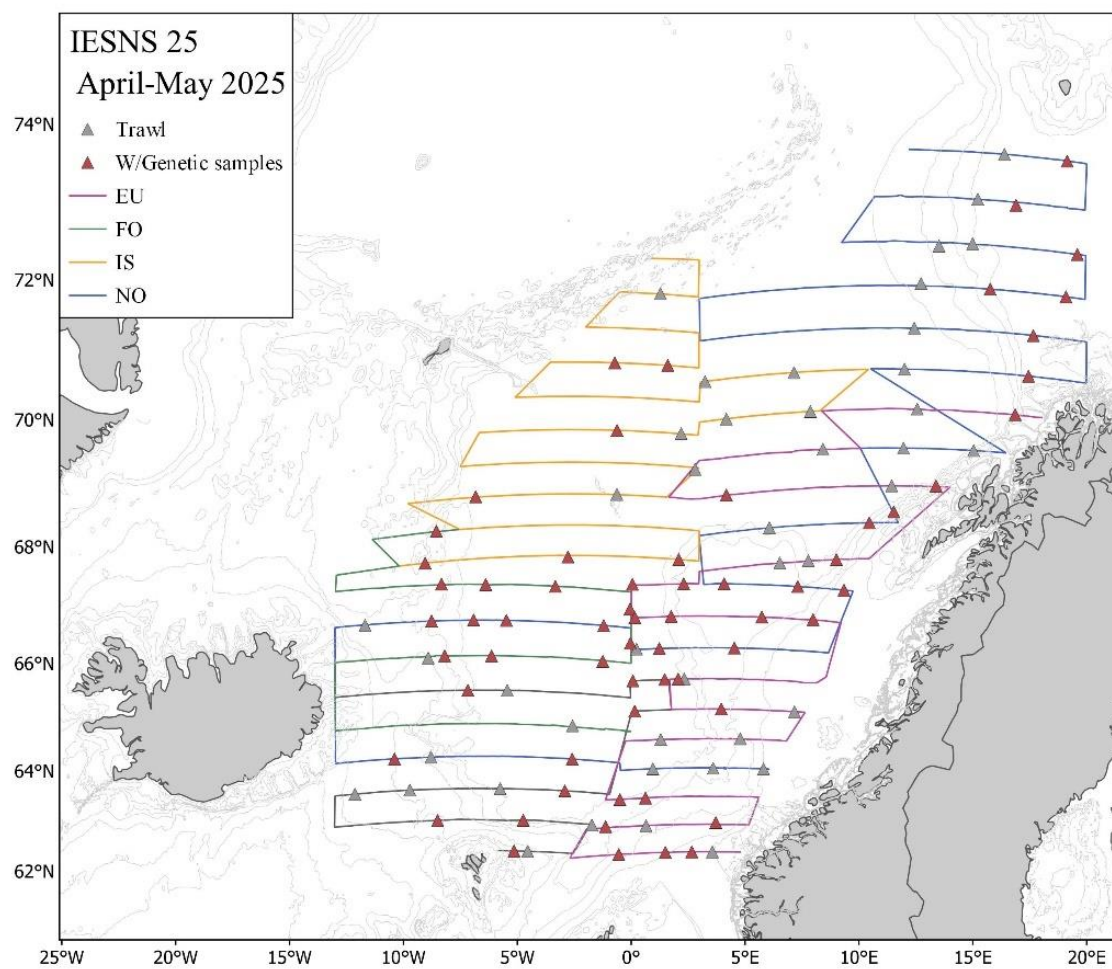 IESNS 25
April-May 2025
Trawl
W/Genetic samples
EU
FO
IS
NO
74°N
72°N
70°N
68°N
66°N
64°N
62°N
25°W 20°W 15°W 10°W 5°W 0° 5°E 10°E 15°E 20°E